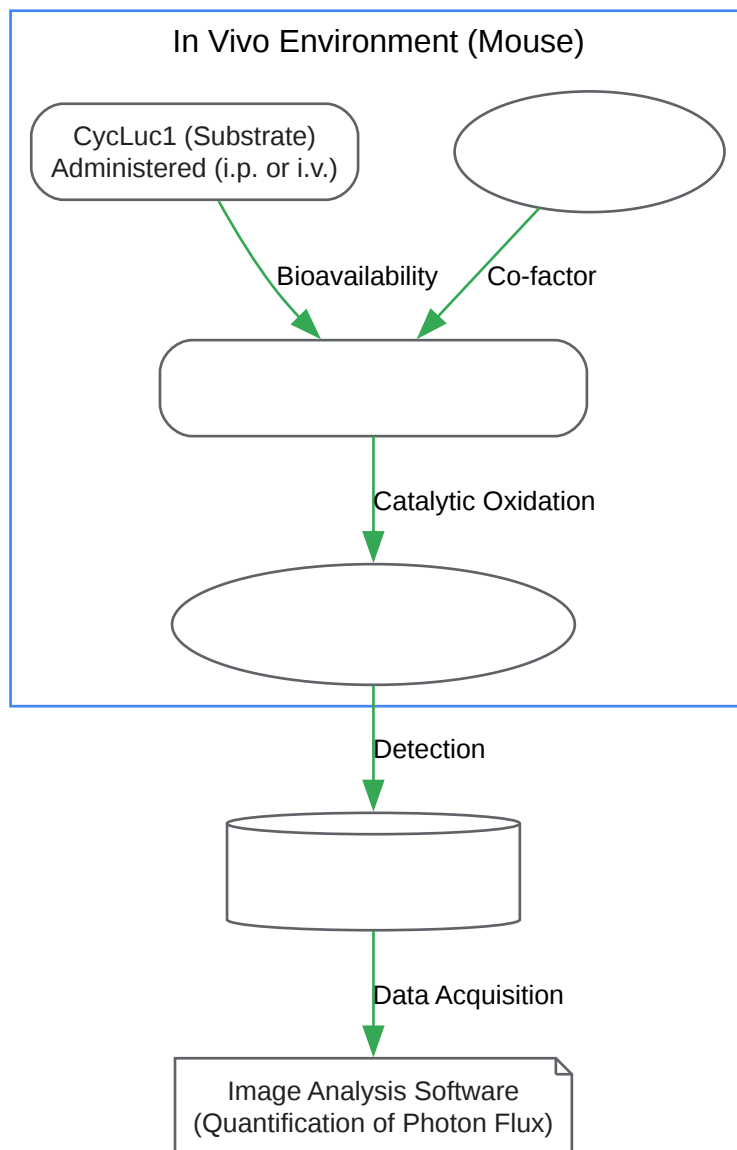 In Vivo Environment (Mouse)
CycLuc1 (Substrate)
Administered (i.p. or i.v.)
Bioavailability
Co-factor
Catalytic Oxidation
Detection
Data Acquisition
Image Analysis Software
(Quantification of Photon Flux)